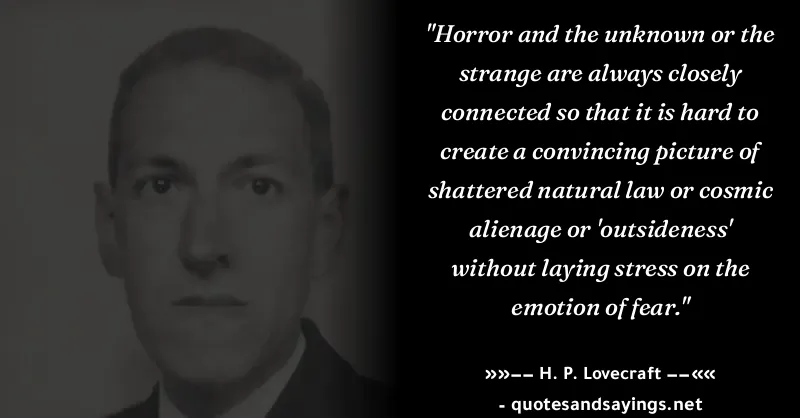 "Horror and the unknown or the
strange are always closely
connected so that it is hard to
create a convincing picture of
shattered natural law or cosmic
alienage or 'outsideness'
without laying stress on the
emotion of fear."
»»–– H. P. Lovecraft ––««
- quotesandsayings.net